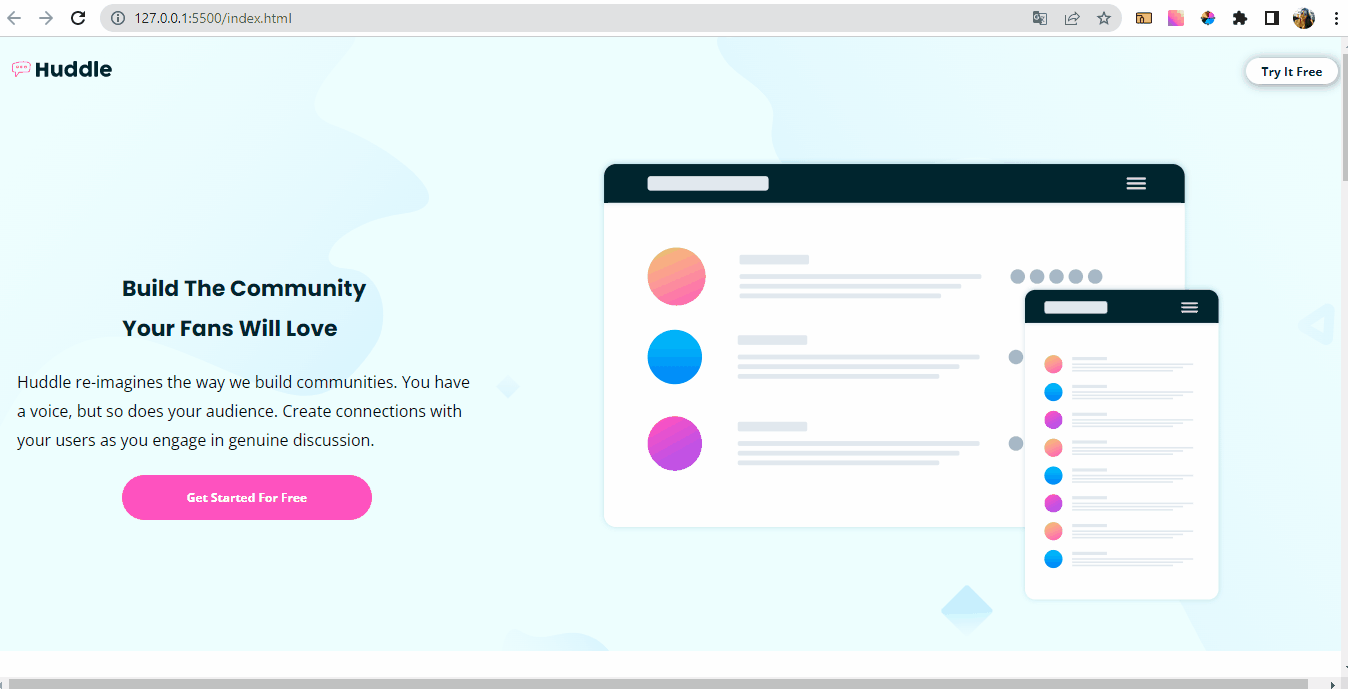 127.0.0.1:5500/index.html
Huddle
Try It Free
Build The Community
Your Fans Will Love
Huddle re-imagines the way we build communities. You have
a voice, but so does your audience. Create connections with
your users as you engage in genuine discussion.
Get Started For Free